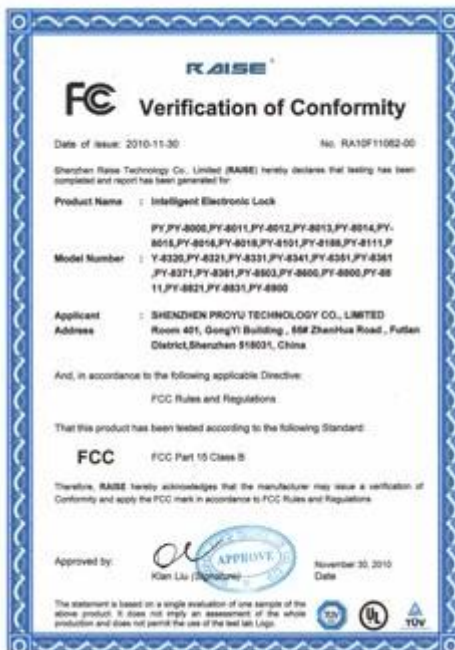 RAISE
FC Verification of Conformity
Date of issue: 2010-11-30 No. RA10F11062-00
Shenzhen Raise Technology Co., Limited (RAISE) hereby declares that testing has been
completed and report has been generated for:
Product Name : Intelligent Electronic Lock
PY,PY-8000,PY-8011,PY-8012,PY-8013,PY-8014,PY-
8015,PY-8016,PY-8018,PY-8101,PY-8188,PY-8111,P
Model Number : Y-8320,PY-8321,PY-8331,PY-8341,PY-8351,PY-8361
,PY-8371,PY-8381,PY-8503,PY-8600,PY-8800,PY-88
11,PY-8821,PY-8831,PY-8900
Applicant : SHENZHEN PROYU TECHNOLOGY CO., LIMITED
Address Room 401, GongYi Building , 55# ZhenHua Road , Futian
District,Shenzhen 518031, China
And, in accordance to the following applicable Directive:
FCC Rules and Regulations
That this product has been tested according to the following Standard:
FCC FCC Part 15 Class B
Therefore, RAISE hereby acknowledges that the manufacturer may issue a verification of
Conformity and apply the FCC mark in accordance to FCC Rules and Regulations
Approved by: APPROVE November 30, 2010
Kian Liu (Signature) Date
The statement is based on a single evaluation of one sample of the
above product. It does not imply an assessment of the whole
production and does not permit the use of the test lab Logo.
TUV UL TÜV